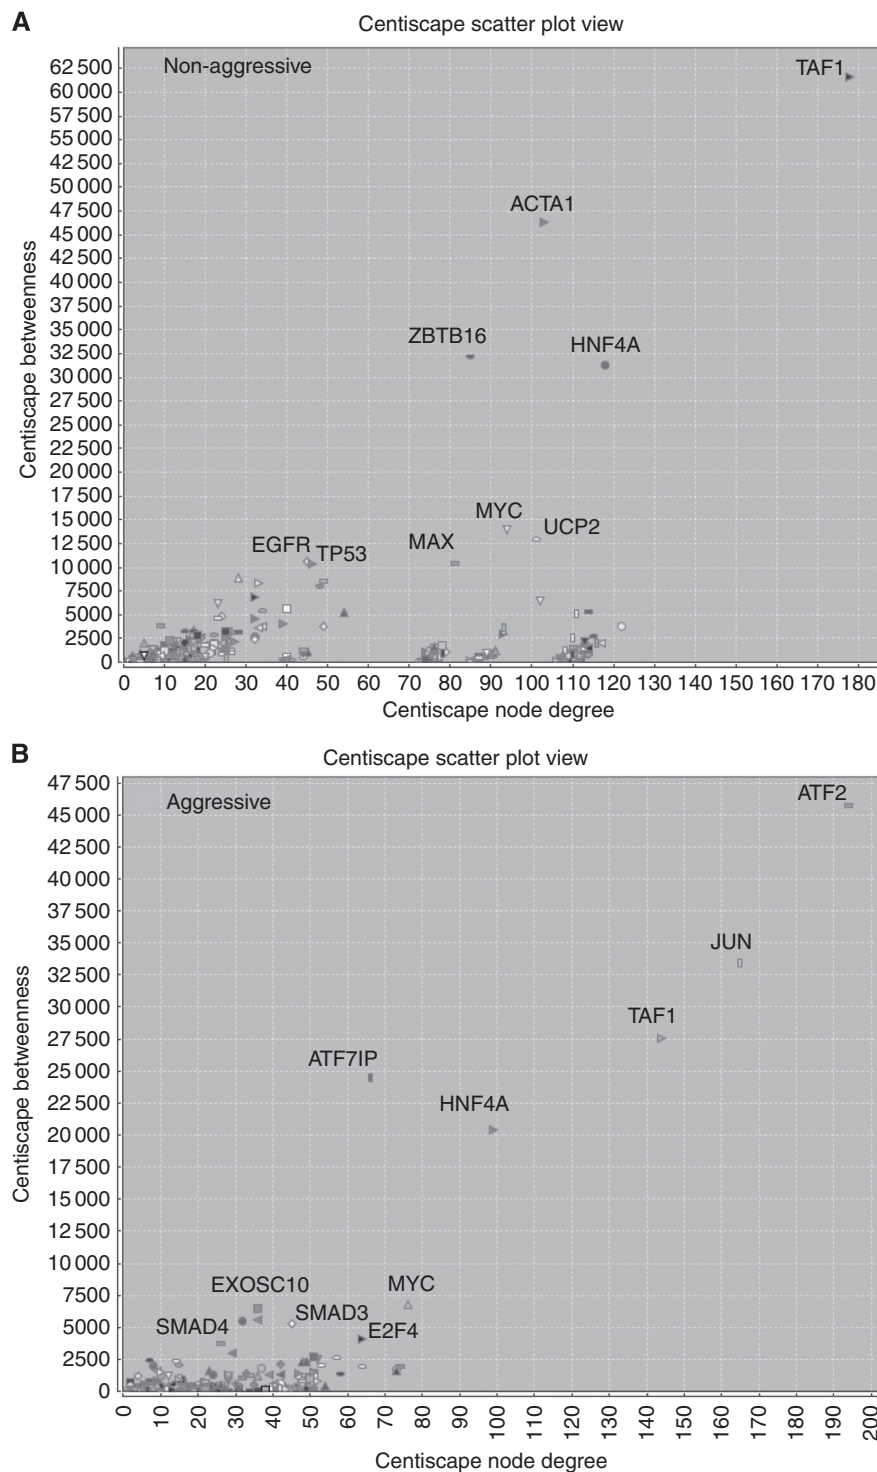 A
Centiscape scatter plot view
Non-aggressive
TAF1
ACTA1
ZBTB16
HNF4A
MYC
UCP2
MAX
EGFR
TP53
Centiscape betweenness
62 500
60 000
57 500
55 000
52 500
50 000
47 500
45 000
42 500
40 000
37 500
35 000
32 500
30 000
27 500
25 000
22 500
20 000
17 500
15 000
12 500
10 000
7500
5000
2500
0
0 10 20 30 40 50 60 70 80 90 100 110 120 130 140 150 160 170 180
Centiscape node degree
B
Centiscape scatter plot view
Aggressive
ATF2
JUN
TAF1
ATF7IP
HNF4A
EXOSC10
MYC
SMAD4
SMAD3
E2F4
Centiscape betweenness
47 500
45 000
42 500
40 000
37 500
35 000
32 500
30 000
27 500
25 000
22 500
20 000
17 500
15 000
12 500
10 000
7500
5000
2500
0
0 10 20 30 40 50 60 70 80 90 100 110 120 130 140 150 160 170 180 190 200
Centiscape node degree